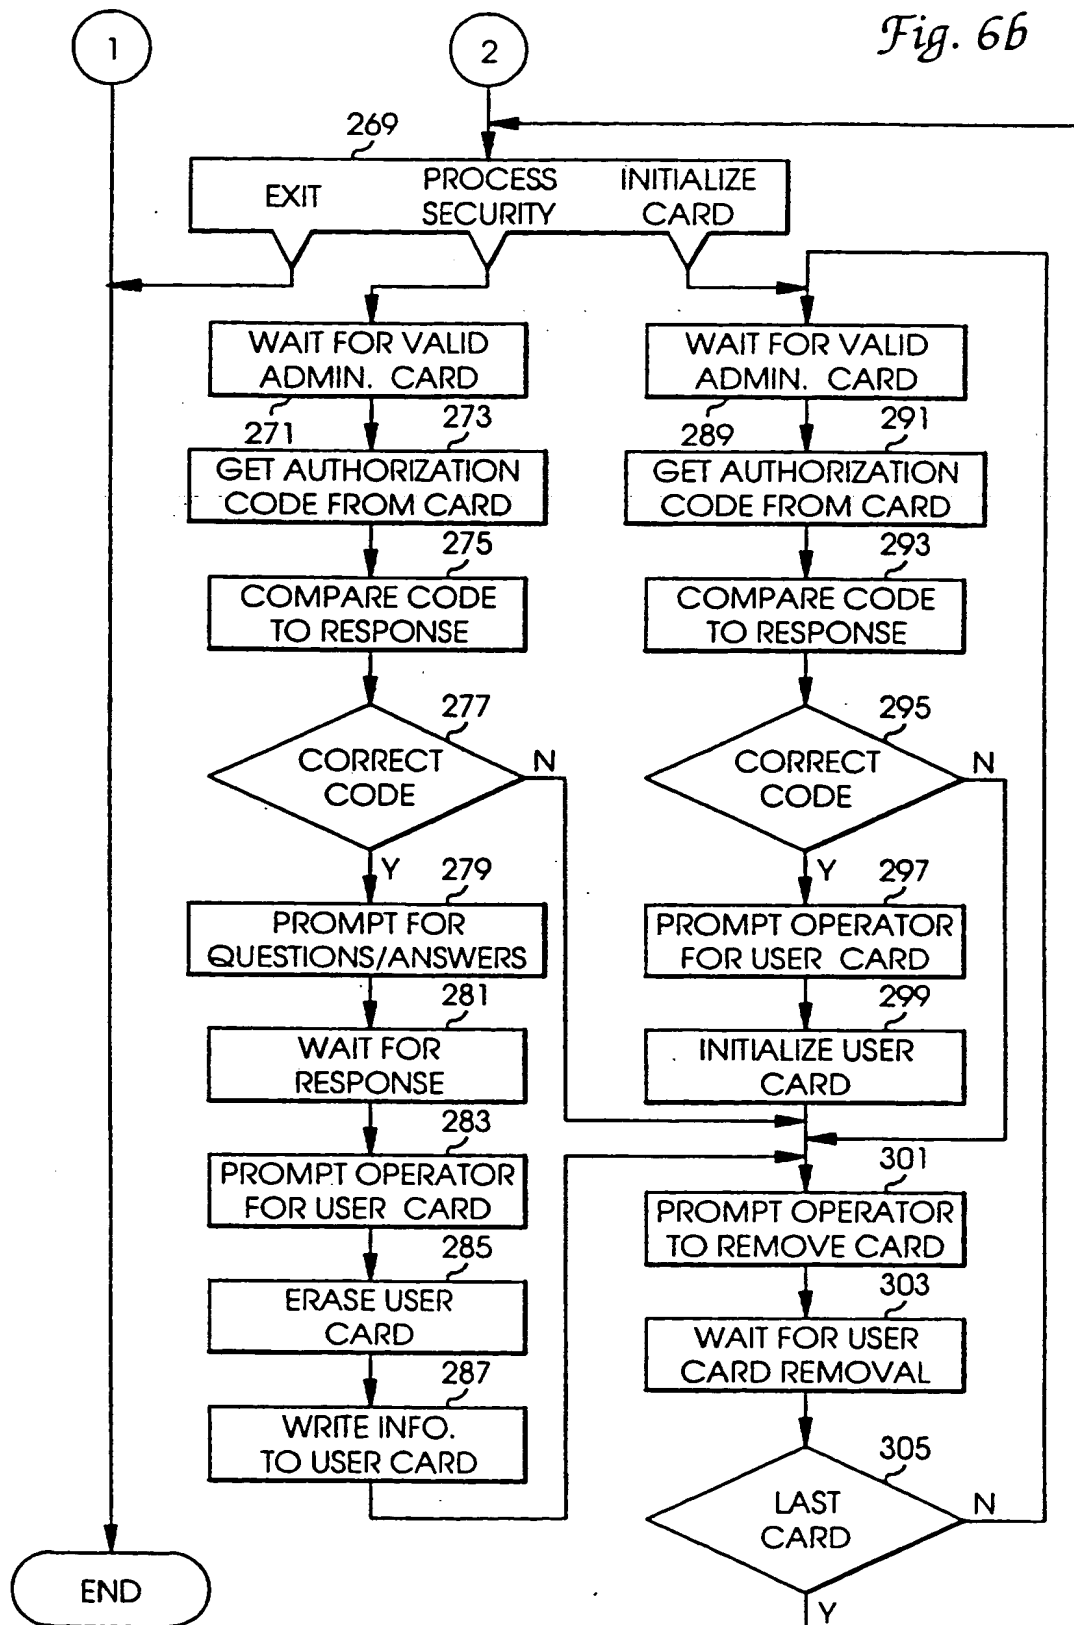 Fig. 6b
1
2
269
EXIT
PROCESS
SECURITY
INITIALIZE
CARD
WAIT FOR VALID
ADMIN. CARD
271
273
GET AUTHORIZATION
CODE FROM CARD
275
COMPARE CODE
TO RESPONSE
277
CORRECT
CODE
N
Y
279
PROMPT FOR
QUESTIONS/ANSWERS
281
WAIT FOR
RESPONSE
283
PROMPT OPERATOR
FOR USER CARD
285
ERASE USER
CARD
287
WRITE INFO.
TO USER CARD
END
WAIT FOR VALID
ADMIN. CARD
289
291
GET AUTHORIZATION
CODE FROM CARD
293
COMPARE CODE
TO RESPONSE
295
CORRECT
CODE
N
Y
297
PROMPT OPERATOR
FOR USER CARD
299
INITIALIZE USER
CARD
301
PROMPT OPERATOR
TO REMOVE CARD
303
WAIT FOR USER
CARD REMOVAL
305
LAST
CARD
N
Y